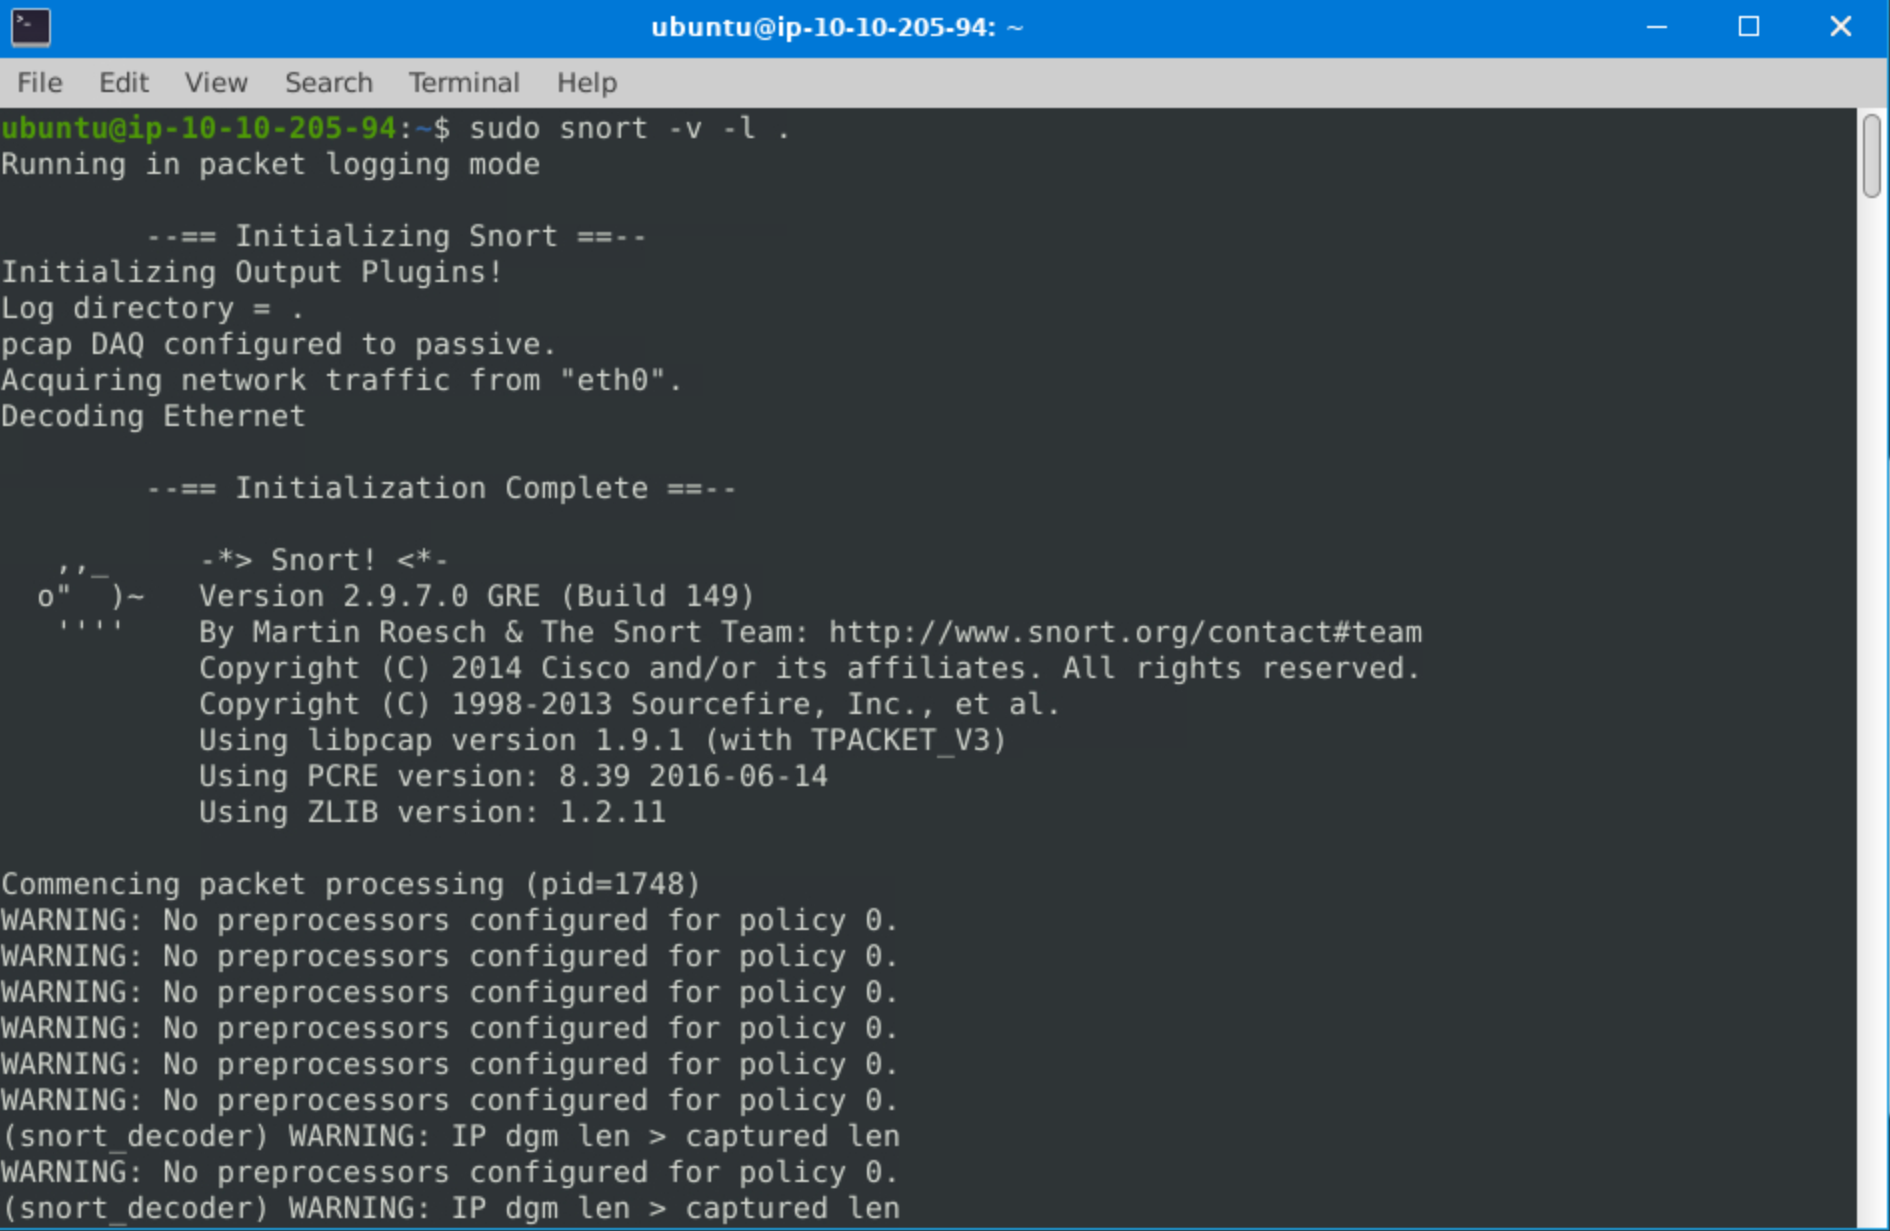 ubuntu@ip-10-10-205-94: ~
File Edit View Search Terminal Help
ubuntu@ip-10-10-205-94:~$ sudo snort -v -l .
Running in packet logging mode

        --== Initializing Snort ==--
Initializing Output Plugins!
Log directory = .
pcap DAQ configured to passive.
Acquiring network traffic from "eth0".
Decoding Ethernet

        --== Initialization Complete ==--

   ,,_     -*> Snort! <*-
  o"  )~   Version 2.9.7.0 GRE (Build 149)
   ''''    By Martin Roesch & The Snort Team: http://www.snort.org/contact#team
           Copyright (C) 2014 Cisco and/or its affiliates. All rights reserved.
           Copyright (C) 1998-2013 Sourcefire, Inc., et al.
           Using libpcap version 1.9.1 (with TPACKET_V3)
           Using PCRE version: 8.39 2016-06-14
           Using ZLIB version: 1.2.11

Commencing packet processing (pid=1748)
WARNING: No preprocessors configured for policy 0.
WARNING: No preprocessors configured for policy 0.
WARNING: No preprocessors configured for policy 0.
WARNING: No preprocessors configured for policy 0.
WARNING: No preprocessors configured for policy 0.
WARNING: No preprocessors configured for policy 0.
(snort_decoder) WARNING: IP dgm len > captured len
WARNING: No preprocessors configured for policy 0.
(snort_decoder) WARNING: IP dgm len > captured len